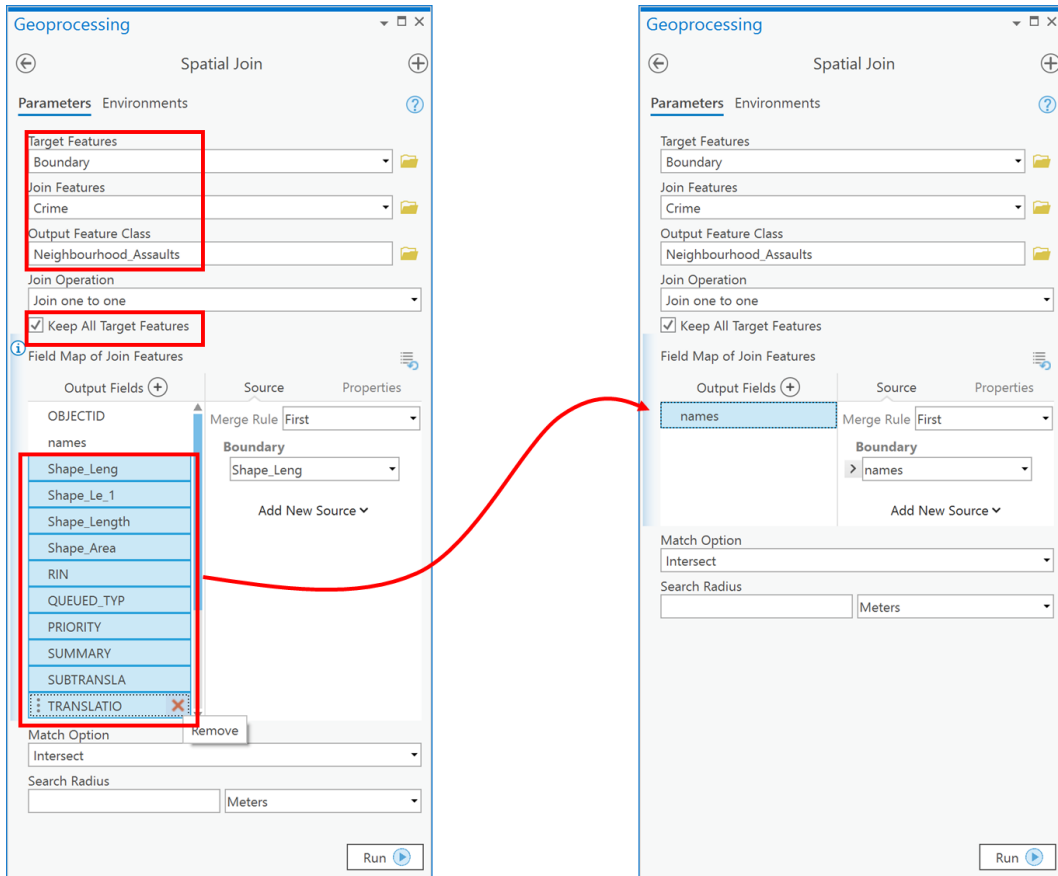 Geoprocessing
Spatial Join
Parameters Environments
Target Features
Boundary
Join Features
Crime
Output Feature Class
Neighbourhood_Assaults
Join Operation
Join one to one
Keep All Target Features
Field Map of Join Features
Output Fields
Source Properties
OBJECTID
names
Shape_Leng
Shape_Le_1
Shape_Length
Shape_Area
RIN
QUEUED_TYP
PRIORITY
SUMMARY
SUBTRANSLA
TRANSLATIO
Remove
Merge Rule First
Boundary
Shape_Leng
Add New Source
Match Option
Intersect
Search Radius
Meters
Run
Geoprocessing
Spatial Join
Parameters Environments
Target Features
Boundary
Join Features
Crime
Output Feature Class
Neighbourhood_Assaults
Join Operation
Join one to one
Keep All Target Features
Field Map of Join Features
Output Fields
Source Properties
names
Merge Rule First
Boundary
names
Add New Source
Match Option
Intersect
Search Radius
Meters
Run